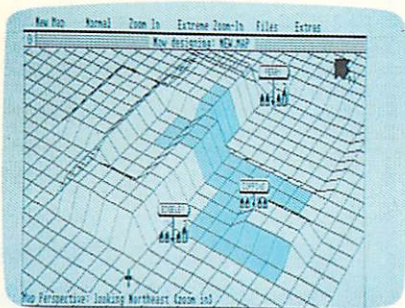 New Map Normal Zoom In Extreme Zoom-In Files Extras
Now designing: NEW.MAP
Map Perspective: looking Northeast (zoom in)